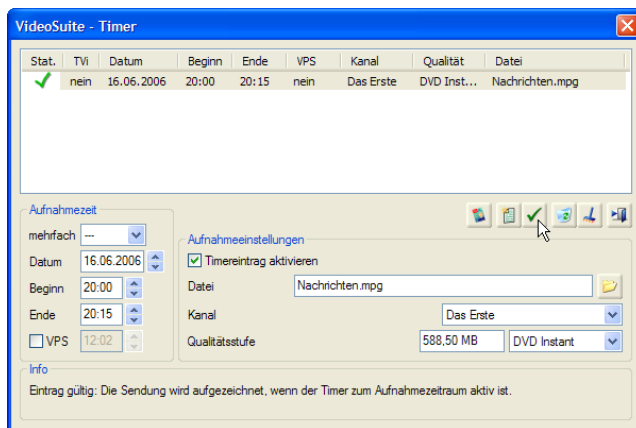 VideoSuite - Timer
Stat. TVi Datum Beginn Ende VPS Kanal Qualität Datei
nein 16.06.2006 20:00 20:15 nein Das Erste DVD Inst... Nachrichten.mpg
Aufnahmezeit
mehrfach ---
Datum 16.06.2006
Beginn 20:00
Ende 20:15
VPS 12:02
Aufnahmeeinstellungen
Timereintrag aktivieren
Datei Nachrichten.mpg
Kanal Das Erste
Qualitätsstufe 588,50 MB DVD Instant
Info
Eintrag gültig: Die Sendung wird aufgezeichnet, wenn der Timer zum Aufnahmezeitraum aktiv ist.